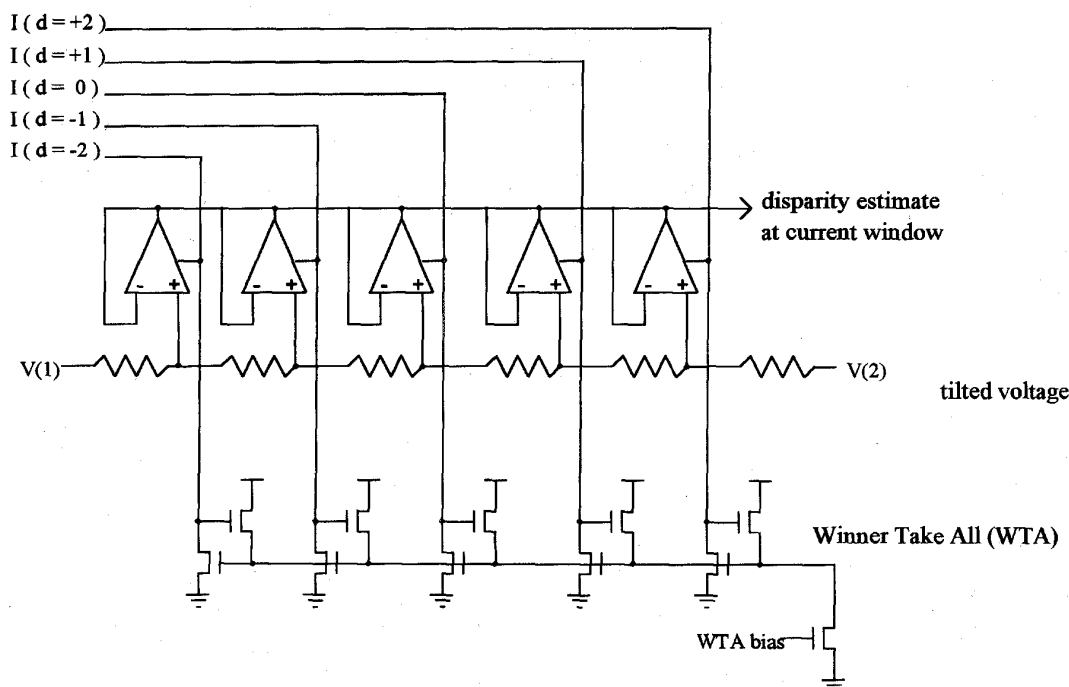 I ( d = +2 )
I ( d = +1 )
I ( d =  0 )
I ( d = -1 )
I ( d = -2 )
disparity estimate
at current window
- +
- +
- +
- +
- +
V(1)
V(2)
tilted voltage
Winner Take All (WTA)
WTA bias